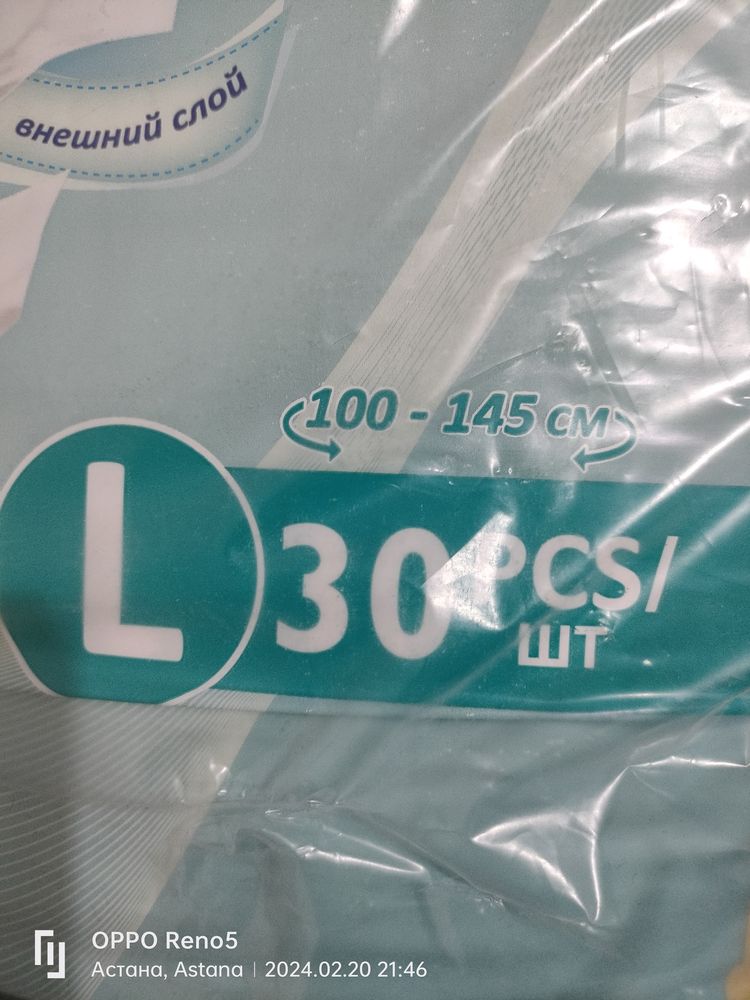 внешний слой
100 - 145 см
L 30 PCS/
шт
OPPO Reno5
Астана, Astana | 2024.02.20 21:46